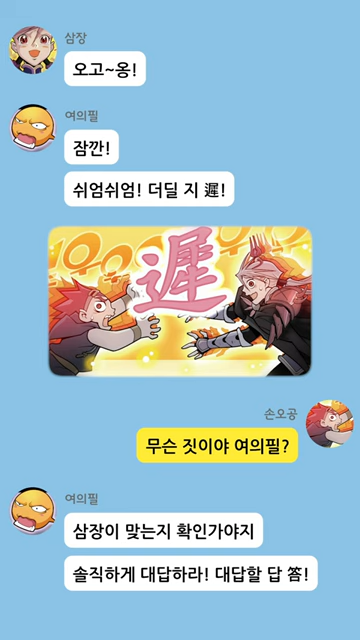 삼장
오고~옹!
여의필
잠깐!
쉬엄쉬엄! 더딜 지 遲!
遲
손오공
무슨 짓이야 여의필?
여의필
삼장이 맞는지 확인가야지
솔직하게 대답하라! 대답할 답 答!